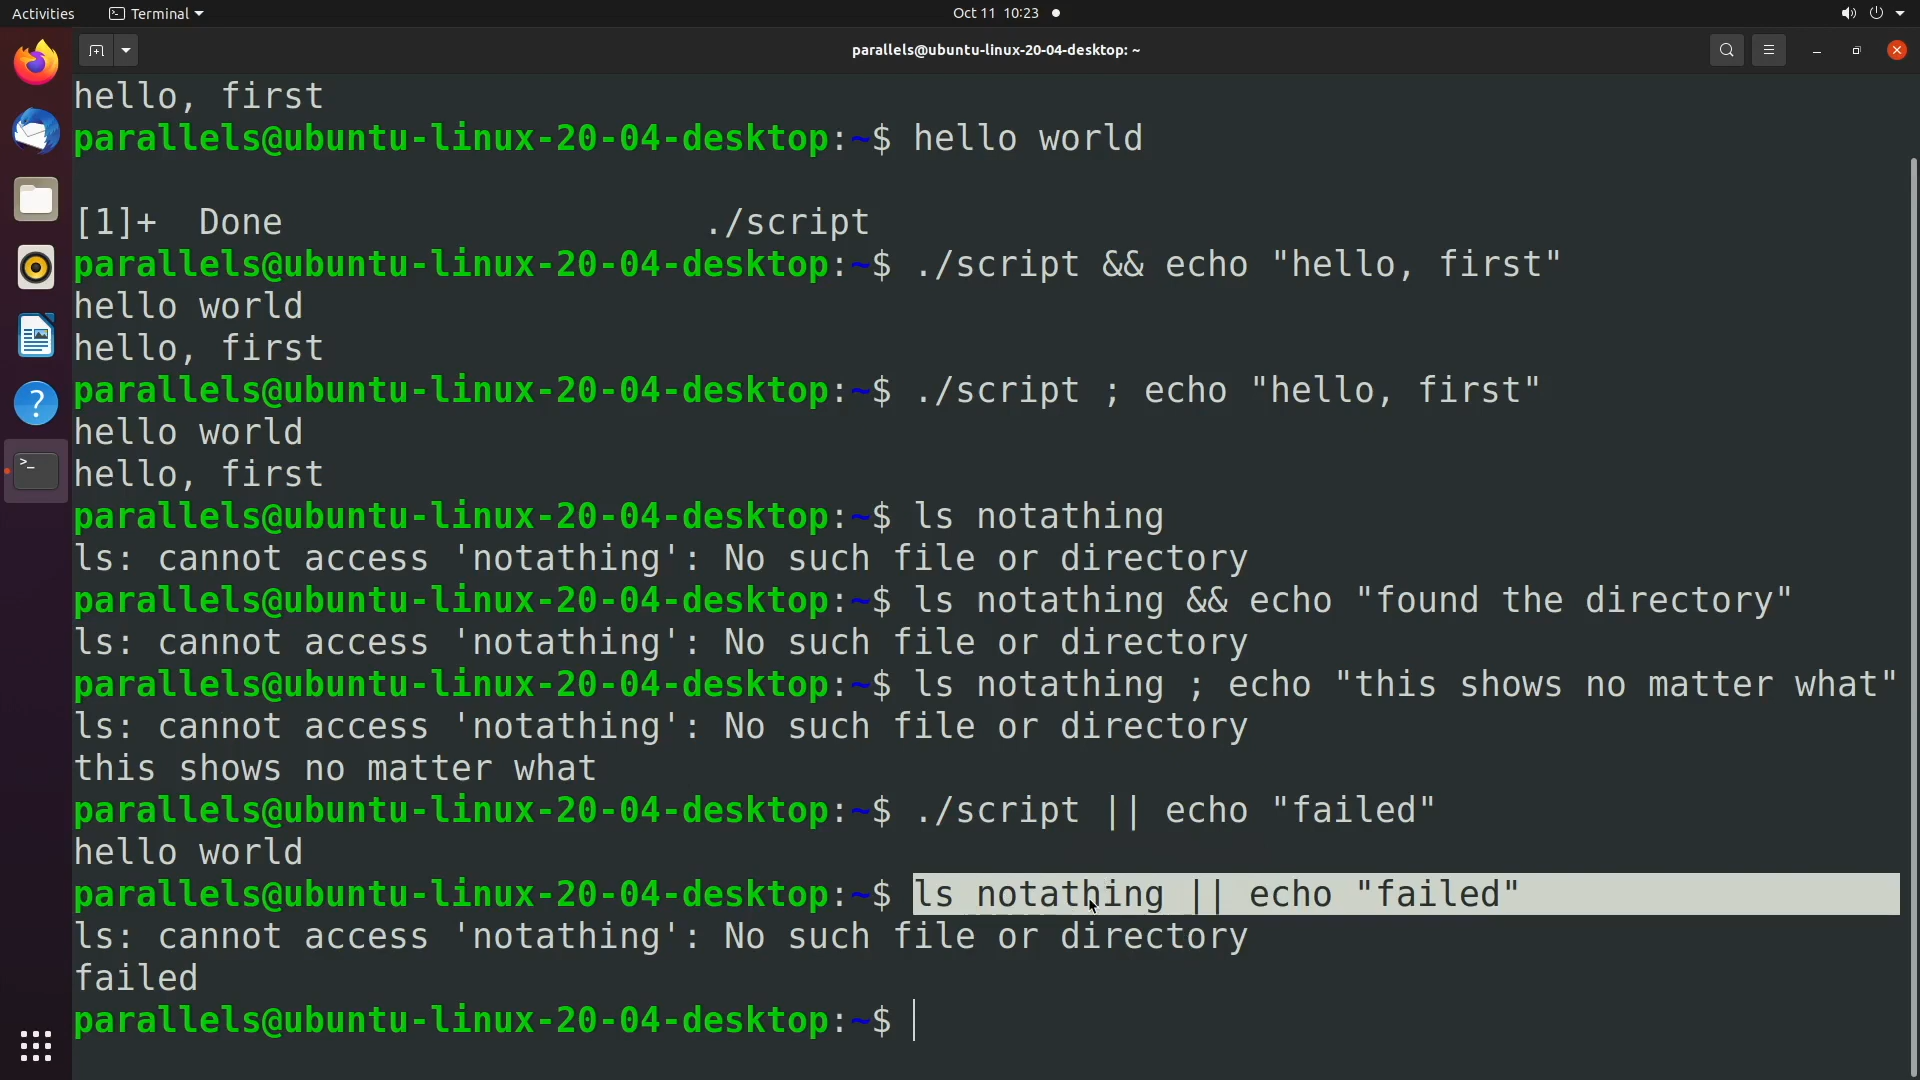 Activities Terminal Oct 11 10:23
parallels@ubuntu-linux-20-04-desktop: ~
hello, first
parallels@ubuntu-linux-20-04-desktop:~$ hello world
[1]+  Done                    ./script
parallels@ubuntu-linux-20-04-desktop:~$ ./script && echo "hello, first"
hello world
hello, first
parallels@ubuntu-linux-20-04-desktop:~$ ./script ; echo "hello, first"
hello world
hello, first
parallels@ubuntu-linux-20-04-desktop:~$ ls notathing
ls: cannot access 'notathing': No such file or directory
parallels@ubuntu-linux-20-04-desktop:~$ ls notathing && echo "found the directory"
ls: cannot access 'notathing': No such file or directory
parallels@ubuntu-linux-20-04-desktop:~$ ls notathing ; echo "this shows no matter what"
ls: cannot access 'notathing': No such file or directory
this shows no matter what
parallels@ubuntu-linux-20-04-desktop:~$ ./script || echo "failed"
hello world
parallels@ubuntu-linux-20-04-desktop:~$ ls notathing || echo "failed"
ls: cannot access 'notathing': No such file or directory
failed
parallels@ubuntu-linux-20-04-desktop:~$